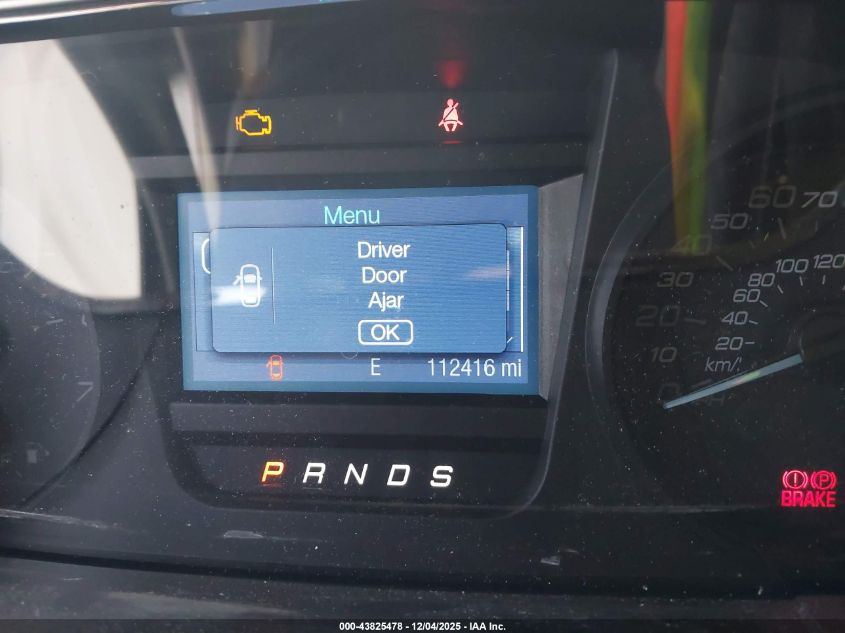 Menu
Driver
Door
Ajar
OK
E 112416 mi
P R N D S
0 10 20 30 40 50 60 70
20 40 60 80 100 120
km/
BRAKE
000-43825478 - 12/04/2025 - IAA Inc.